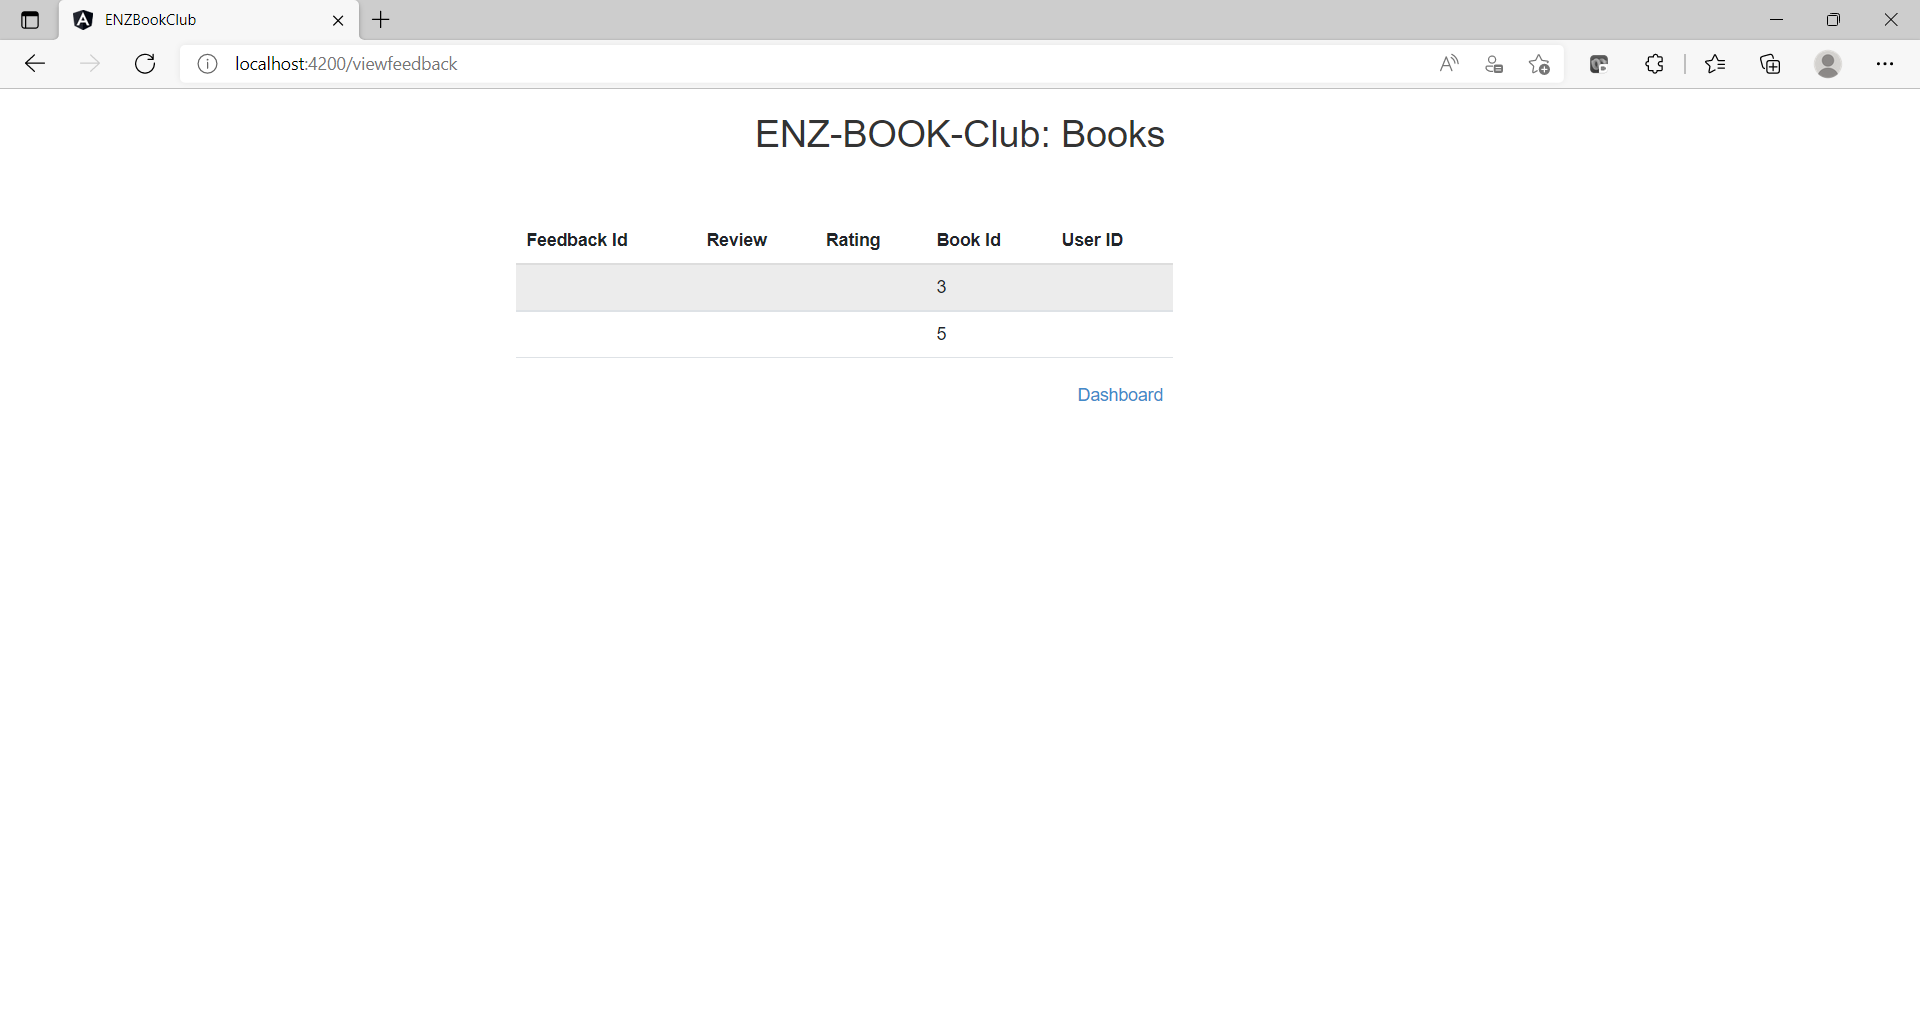 ENZBookClub
localhost:4200/viewfeedback
ENZ-BOOK-Club: Books
Feedback Id Review Rating Book Id User ID
3
5
Dashboard